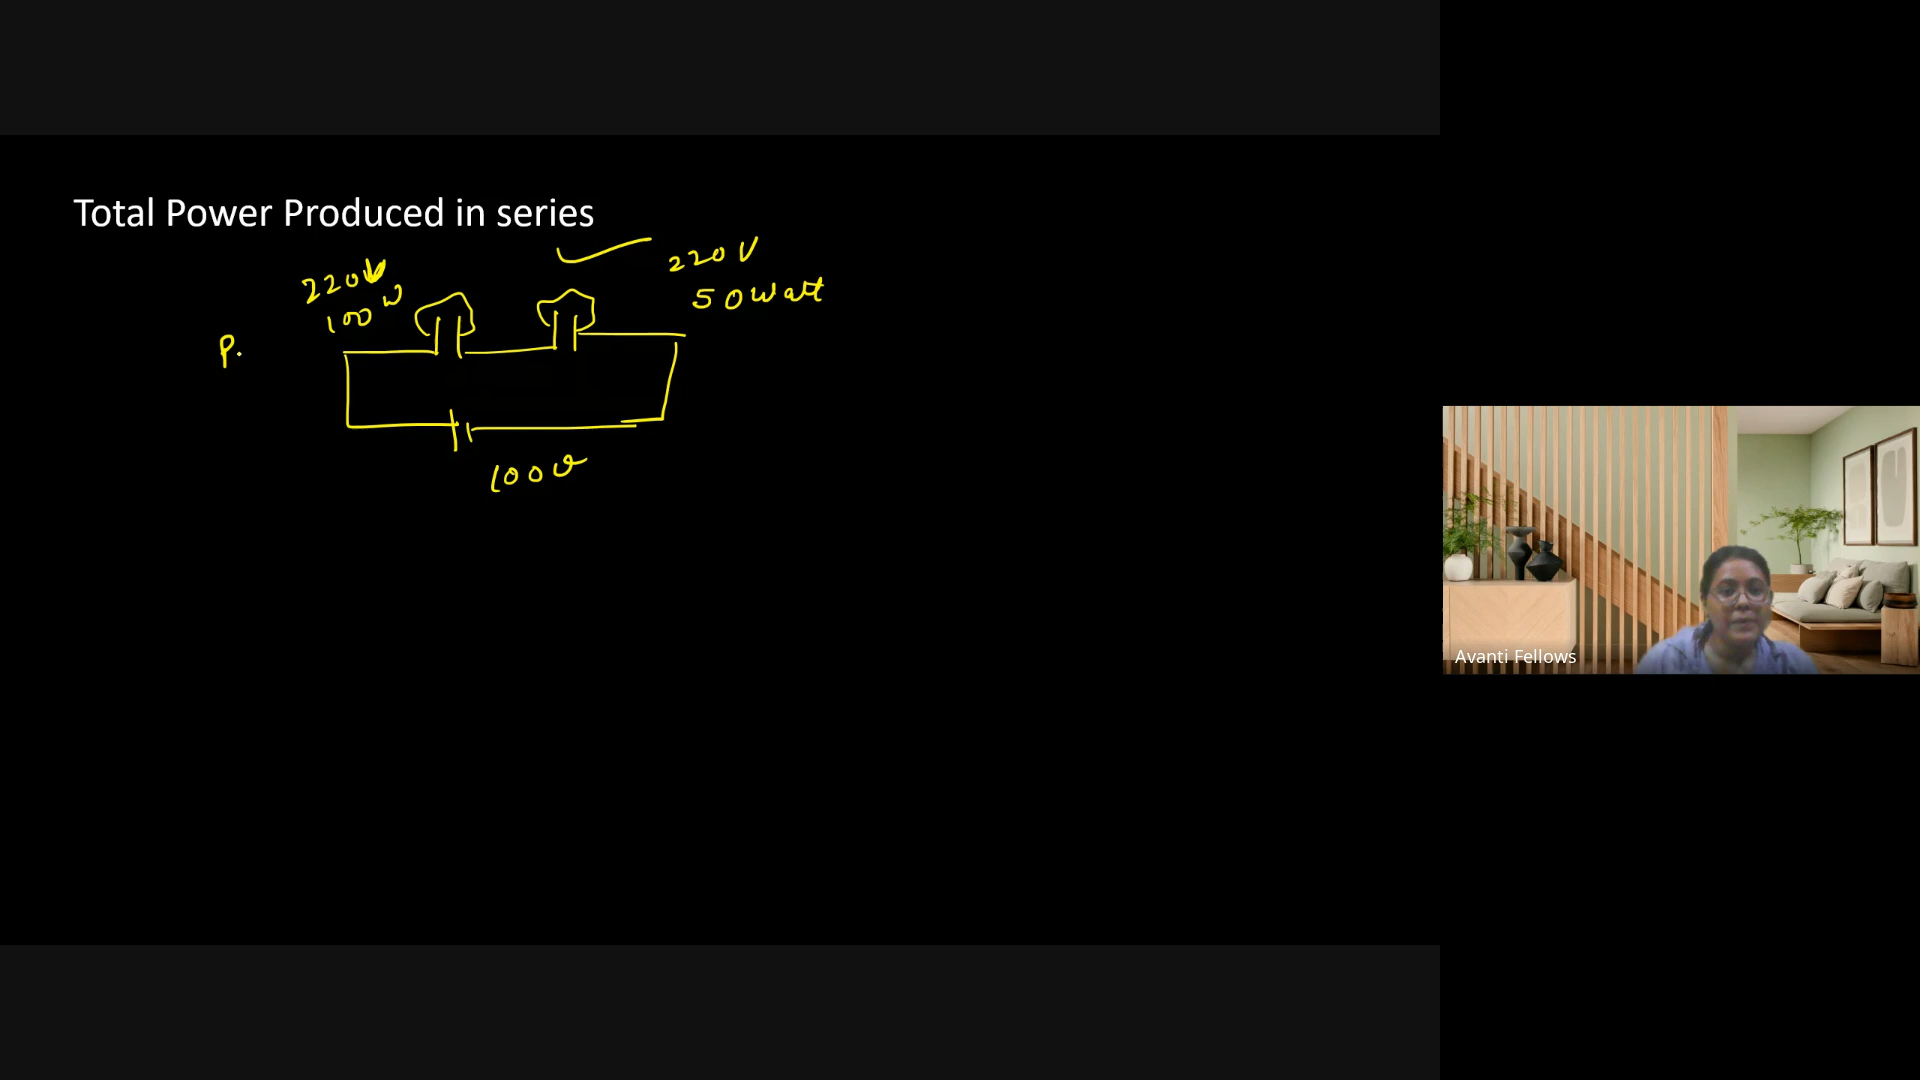 Total Power Produced in series
220V
100W
220V
50watt
P.
100v
Avanti Fellows